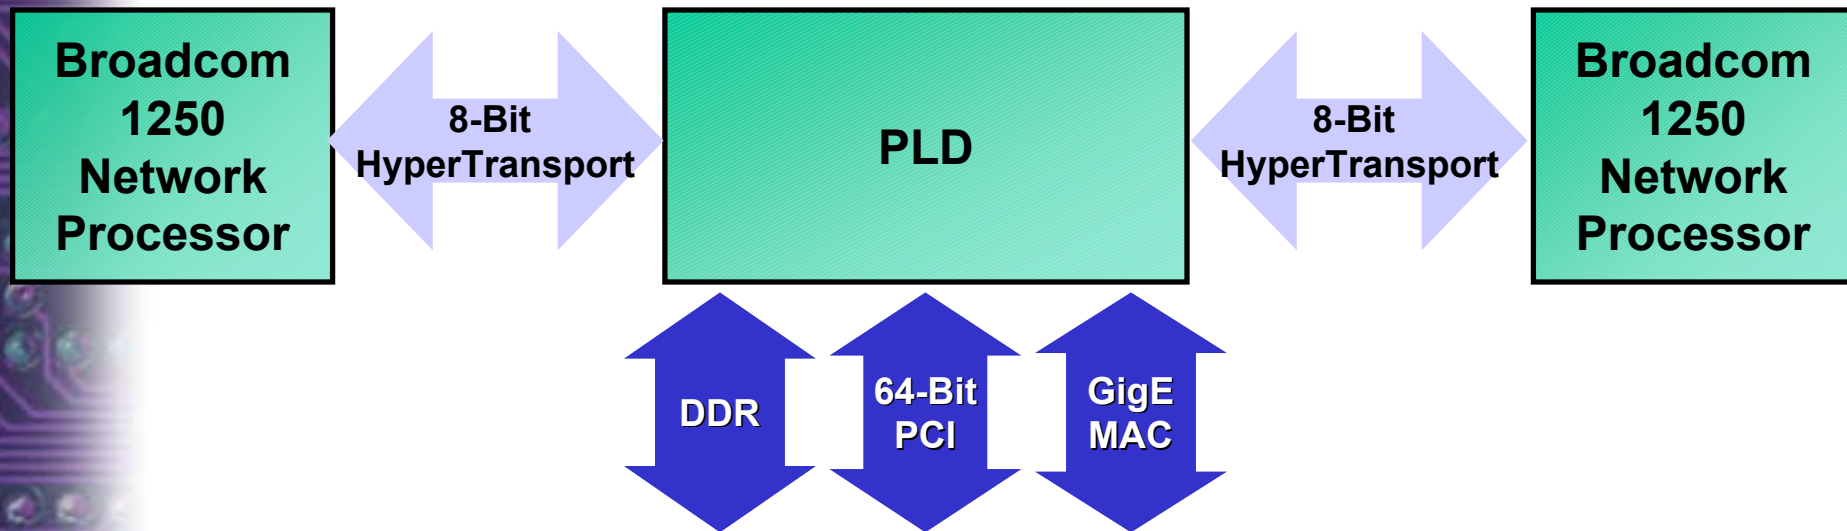 Broadcom
1250
Network
Processor
8-Bit
HyperTransport
PLD
8-Bit
HyperTransport
Broadcom
1250
Network
Processor
DDR
64-Bit
PCI
GigE
MAC